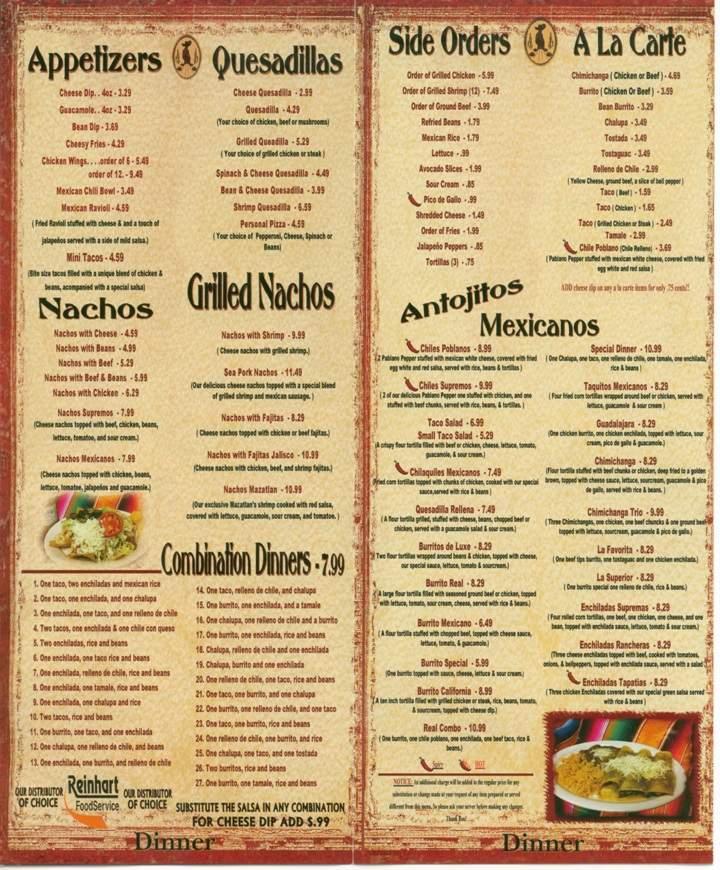 Appetizers
Cheese Dip. . 4oz - 3.29
Guacamole. . 4oz - 3.29
Bean Dip - 3.69
Cheesy Fries - 4.29
Chicken Wings. . . .order of 6 - 5.49
order of 12. - 9.49
Mexican Chili Bowl - 3.49
Mexican Ravioli - 4.59
( Fried Ravioli stuffed with cheese & and a touch of
jalapeños served with a side of mild salsa.)
Mini Tacos - 4.59
(Bite size tacos filled with a unique blend of chicken &
beans, acompanied with a special salsa)
Nachos
Nachos with Cheese - 4.59
Nachos with Beans - 4.99
Nachos with Beef - 5.29
Nachos with Beef & Beans - 5.99
Nachos with Chicken - 6.29
Nachos Supremos - 7.99
(Cheese nachos topped with beef, chicken, beans,
lettuce, tomatoe, and sour cream.)
Nachos Mexicanos - 7.99
(Cheese nachos topped with chicken, beans,
lettuce, tomatoe, jalapeños and guacamole.)
Quesadillas
Cheese Quesadilla - 2.99
Quesadilla - 4.29
(Your choice of chicken, beef or mushrooms)
Grilled Queadilla - 5.29
( Your choice of grilled chicken or steak )
Spinach & Cheese Quesadilla - 4.49
Bean & Cheese Quesadilla - 3.99
Shrimp Quesadilla - 6.59
Personal Pizza - 4.59
( Your choice of Pepperoni, Cheese, Spinach or
Beans)
Grilled Nachos
Nachos with Shrimp - 9.99
( Cheese nachos with grilled shrimp.)
Sea Pork Nachos - 11.49
(Our delicious cheese nachos topped with a special blend
of grilled shrimp and mexican sausage. )
Nachos with Fajitas - 8.29
( Cheese nachos topped with chicken or beef fajitas.)
Nachos with Fajitas Jalisco - 10.99
(Cheese nachos with chicken, beef, and shrimp fajitas.)
Nachos Mazatlan - 10.99
(Our exclusive Mazatlan's shrimp cooked with red salsa,
covered with letuce, guacamole, sour cream, and tomatoe. )
Combination Dinners - 7.99
1. One taco, two enchiladas and mexican rice
2. One taco, one enchilada, and one chalupa
3. One enchilada, one taco, and one relleno de chile
4. Two tacos, one enchilada & one chile con queso
5. Two enchiladas, rice and beans
6. One enchilada, one taco rice and beans
7. One enchilada, relleno de chile, rice and beans
8. One enchilada, one tamale, rice and beans
9. One enchilada, one chalupa and rice
10. Two tacos, rice and beans
11. One burrito, one taco, and one enchilada
12. One chalupa, one relleno de chile, and beans
13. One enchilada, one burrito, and relleno de chile
14. One taco, relleno de chile, and chalupa
15. One burrito, one enchilada, and a tamale
16. One chalupa, one relleno de chile and a burrito
17. One burrito, one enchilada, rice and beans
18. Chalupa, relleno de chile and one enchilada
19. Chalupa, burrito and one enchilada
20. One relleno de chile, one taco, rice and beans
21. One taco, one burrito, and one chalupa
22. One burrito, one relleno de chile, and one taco
23. One taco, one burrito, rice and beans
24. One relleno de chile, one burrito, and rice
25. One chalupa, one taco, and one tostada
26. Two burritos, rice and beans
27. One burrito, one tamale, rice and beans
OUR DISTRIBUTOR
OF CHOICE
Reinhart
FoodService
OUR DISTRIBUTOR
OF CHOICE
SUBSTITUTE THE SALSA IN ANY COMBINATION
FOR CHEESE DIP ADD $.99
Dinner
Side Orders
Order of Grilled Chicken - 5.99
Order of Grilled Shrimp (12) - 7.49
Order of Ground Beef - 3.99
Refried Beans - 1.79
Mexican Rice - 1.79
Lettuce - .99
Avocado Slices - 1.99
Sour Cream - .85
Pico de Gallo - .99
Shredded Cheese - 1.49
Order of Fries - 1.99
Jalapeño Peppers - .85
Tortillas (3) - .75
A La Carte
Chimichanga ( Chicken or Beef ) - 4.69
Burrito ( Chicken Or Beef ) - 3.59
Bean Burrito - 3.29
Chalupa - 3.49
Tostada - 3.49
Tostaguac - 3.49
Relleno de Chile - 2.99
( Yellow Cheese, ground beef, a slice of bell pepper )
Taco ( Beef ) - 1.59
Taco ( Chicken ) - 1.65
Taco ( Grilled Chicken or Steak ) - 2.49
Tamale - 2.99
Chile Poblano (Chile Relleno) - 3.69
( Pablano Pepper stuffed with mexican white cheese, covered with fried
egg white and red salsa )
ADD cheese dip on any a la carte items for only .75 cents!!
Antojitos
Mexicanos
Chiles Poblanos - 8.99
( 2 Pablano Pepper stuffed with mexican white cheese, covered with fried
egg white and red salsa, served with rice, beans & tortillas )
Chiles Supremos - 9.99
( 2 of our delicious Pablano Pepper one stuffed with chicken, and one
stuffed with beef chunks, served with rice, beans, & tortillas. )
Taco Salad - 6.99
Small Taco Salad - 5.29
(A crispy flour tortilla filled with beef or chicken, cheese, lettuce, tomato,
guacamole, & sour cream.)
Chilaquiles Mexicanos - 7.49
(Fried corn tortillas topped with chunks of chicken, cooked with our special
sauce,served with rice & beans )
Quesadilla Rellena - 7.49
( A flour tortilla grilled, stuffed with cheese, beans, chopped beef or
chicken, served with a guacamole salad & sour cream.)
Burritos de Luxe - 8.29
( Two flour tortillas wrapped around beans & chicken, topped with cheese,
our special sauce, lettuce, tomato & sourcream.)
Burrito Real - 8.29
( A large flour tortilla filled with seasoned ground beef or chicken, topped
with lettuce, tomato, sour cream, cheese, served with rice & beans.)
Burrito Mexicano - 6.49
( A flour tortilla stuffed with chopped beef, topped with cheese, lettuce
lettuce, tomato, & guacamole.)
Burrito Special - 5.99
(One burrito topped with sauce, cheese, lettuce, & sour cream.)
Burrito California - 8.99
( A ten inch tortilla filled with grilled chicken or steak, rice, beans, tomato,
& sourcream, topped with cheese dip.)
Real Combo - 10.99
( One burrito, one chile poblano, one enchilada, one beef taco, rice &
beans.)
Spicy HOT
NOTICE: An additional charge will be added to the regular price for any
substitution or change made at your request of any item prepared or served
different from this menu. So please ask your server before making any changes.
Thank You!
Special Dinner - 10.99
( One Chalupa, one taco, one relleno de chile, one tamale, one enchilada,
rice & beans )
Taquitos Mexicanos - 8.29
( Four fried corn tortillas wrapped around beef or chicken, served with
lettuce, guacamole & sour cream )
Guadalajara - 8.29
(One chicken burrito, one chicken enchilada, topped with lettuce, sour
cream, pico de gallo & guacamole.)
Chimichanga - 8.29
(Flour tortilla stuffed with beef chunks or chicken, deep fried to a golden
brown, topped with cheese sauce, lettuce, sourcream, guacamole & pico
de gallo, served with rice & beans )
Chimichanga Trio - 9.99
( Three Chimichangas, one chicken, one beef chuncks & one ground beef
topped with lettuce, sourcream, guacamole & pico de gallo.)
La Favorita - 8.29
( One beef tips burrito, one tostaguac and one chicken enchilada.)
La Superior - 8.29
( One burrito special one relleno de chile, rice & beans.)
Enchiladas Supremas - 8.29
( Four rolled corn tortillas, one beef, one chicken, one cheese, and one
bean, topped with enchilada sauce, lettuce, tomato & sour cream.)
Enchiladas Rancheras - 8.29
(Three cheese enchiladas topped with beef, cooked with tomatoes,
onions, & bellpeppers, topped with enchilada sauce, served with a salad
Enchiladas Tapatias - 8.29
( Three chicken Enchiladas covered with our special green salsa served
with rice & beans )
Dinner